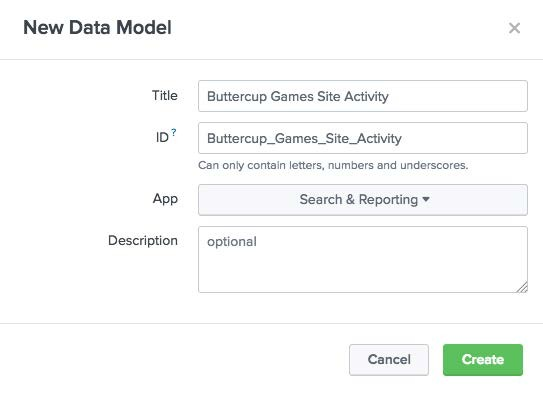 New Data Model ×
Title Buttercup Games Site Activity
ID ? Buttercup_Games_Site_Activity
Can only contain letters, numbers and underscores.
App Search & Reporting ▾
Description optional
Cancel Create